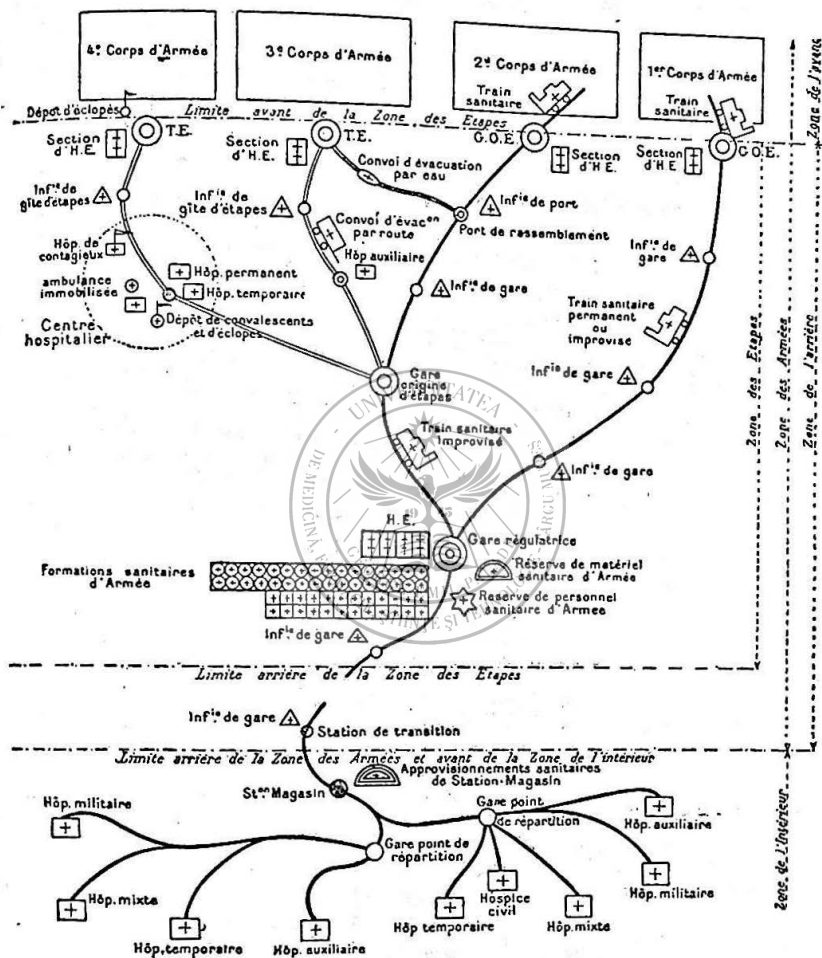 4e Corps d'Armée
3e Corps d'Armée
2d Corps d'Armée
1er Corps d'Armée
Train
sanitaire
Train
sanitaire
Dépôt d'éclopés
Limite avant de la Zone des Etapes
Section
d'H.E.
T.E.
Section
d'H.E.
T.E.
G.O.E.
Section
d'H.E.
Section
d'H.E.
G.O.E.
Convoi d'évacuation
par eau
Infie de
gîte d'étapes
Infie de
gîte d'étapes
Infie de port
Port de rassemblement
Convoi d'évacon
par route
Hôp. de
contagieux
Hôp auxiliaire
Infie de
gare
Hôp. permanent
ambulance
immobilisée
Hôp. temporaire
Infie de gare
Centre
hospitalier
Dépôt de convalescents
et d'éclopés
Train sanitaire
permanent
ou
improvisé
Gare
origine
d'étapes
Infie de gare
Train sanitaire
improvisé
Infie de gare
UNIVERSITATEA
DE MEDICINĂ,
19 5
H.E.
Gare régulatrice
Formations sanitaires
d'Armée
Réserve de matériel
sanitaire d'Armée
Reserve de personnel
sanitaire d'Armee
Infie de gare
Limite arrière de la Zone des Etapes
Infie de gare
Station de transition
Limite arrière de la Zone des Armées et avant de la Zone de l'intérieur
Approvisionnements sanitaires
de Station-Magasin
Ston Magasin
Gare point
de répartition
Hôp. militaire
Hôp. auxiliaire
Gare point de
répartition
Hôp. mixte
Hospice
civil
Hôp. militaire
Hôp. temporaire
Hôp. auxiliaire
Hôp temporaire
Hôp. mixte
Zone de l'avant
Zone des Etapes
Zone des Armées
Zone de l'arrière
Zone de l'Intérieur